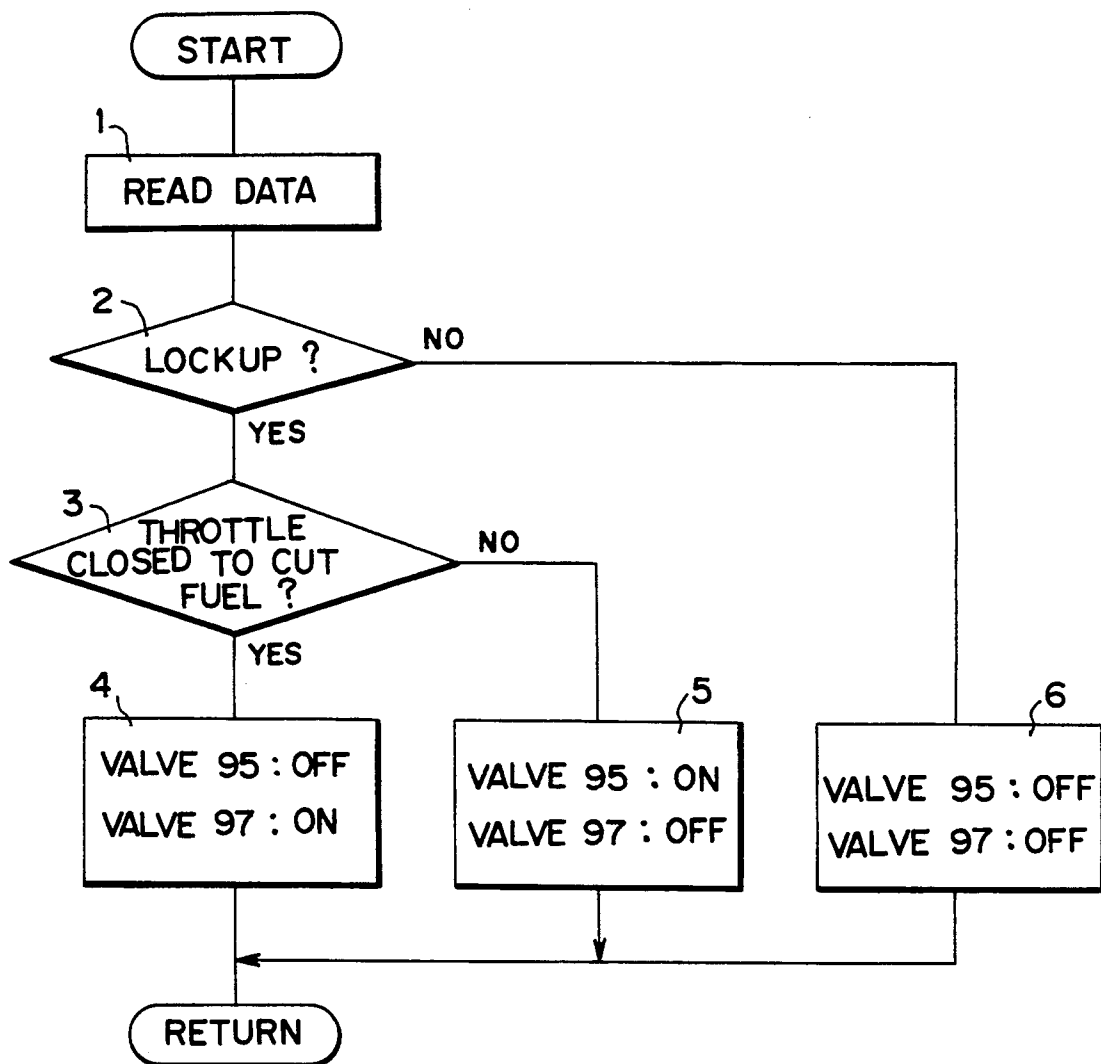 START
1
READ DATA
2
LOCKUP ?
NO
YES
3
THROTTLE
CLOSED TO CUT
FUEL ?
NO
YES
4
VALVE 95 : OFF
VALVE 97 : ON
5
VALVE 95 : ON
VALVE 97 : OFF
6
VALVE 95 : OFF
VALVE 97 : OFF
RETURN